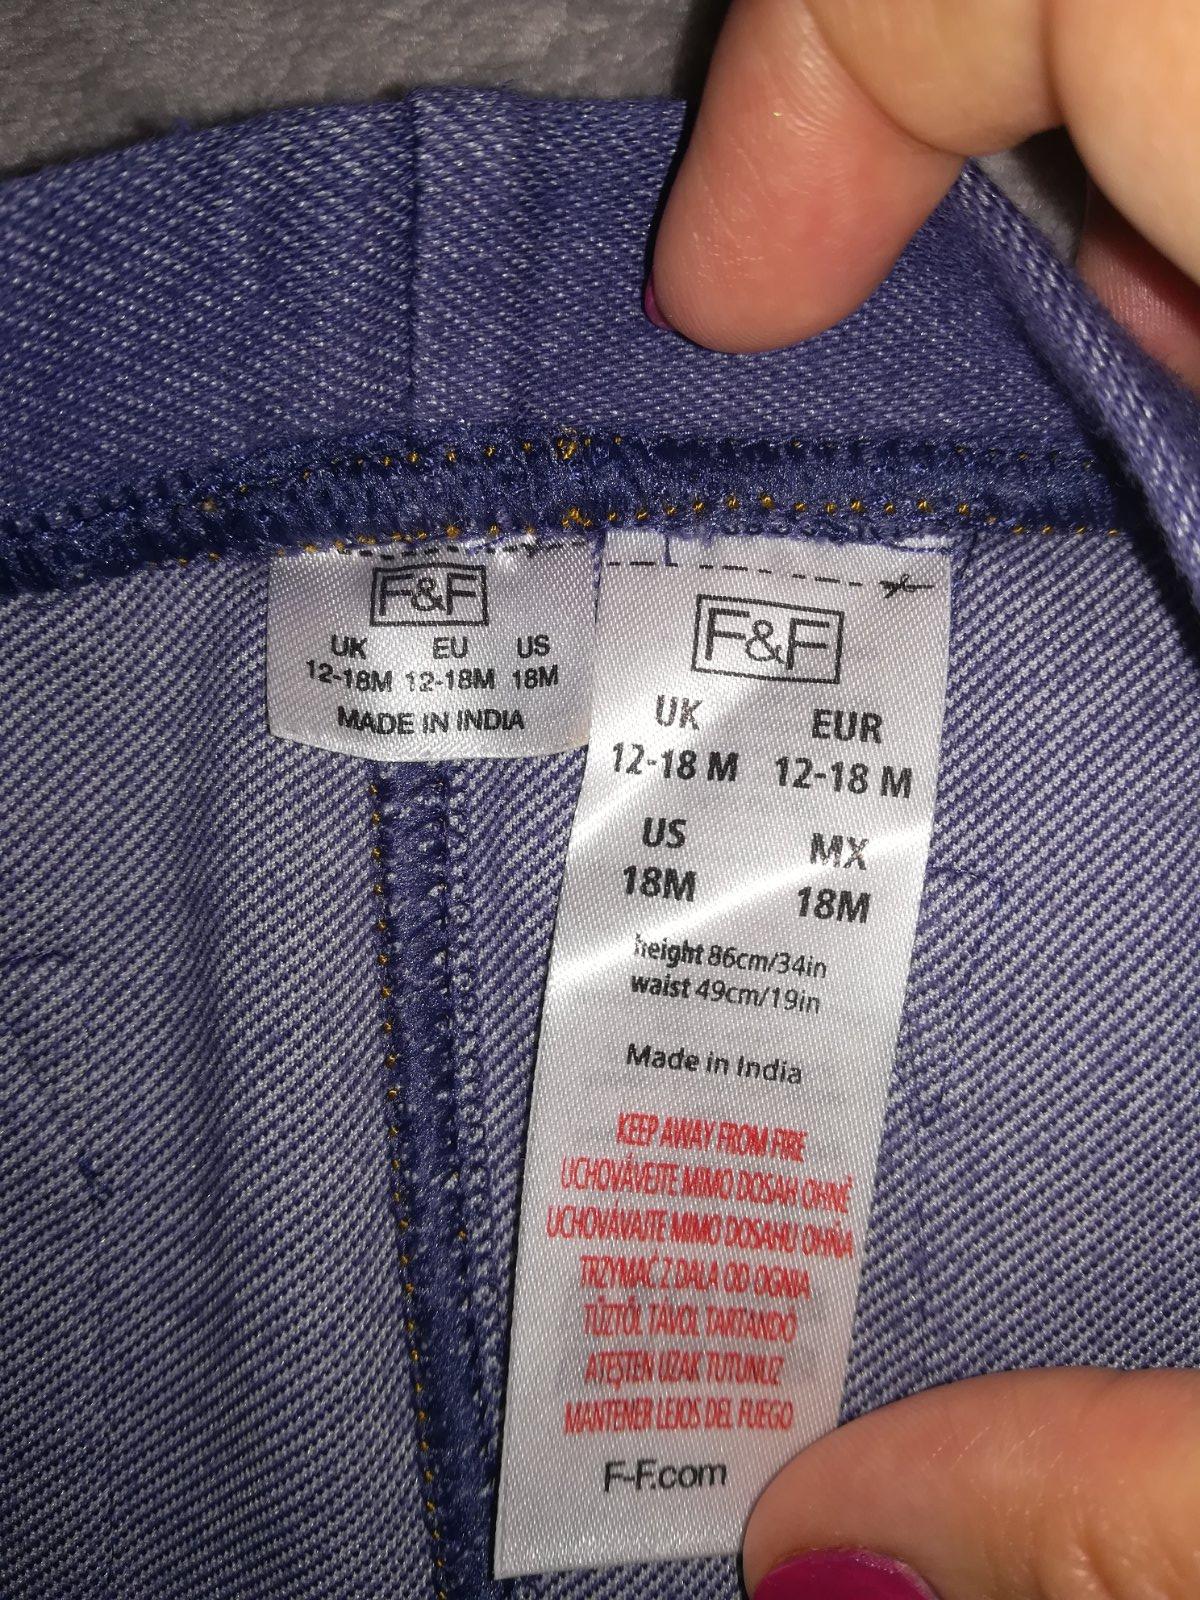 F&F
UK EU US
12-18M 12-18M 18M
MADE IN INDIA
F&F
UK EUR
12-18 M 12-18 M
US MX
18M 18M
height 86cm/34in
waist 49cm/19in
Made in India
KEEP AWAY FROM FIRE
UCHOVÁVEJTE MIMO DOSAH OHNĚ
UCHOVÁVAJTE MIMO DOSAHU OHŇA
TRZYMAĆ Z DALA OD OGNIA
TŰZTŐL TÁVOL TARTANDÓ
ATEŞTEN UZAK TUTUNUZ
MANTENER LEJOS DEL FUEGO
F-F.com